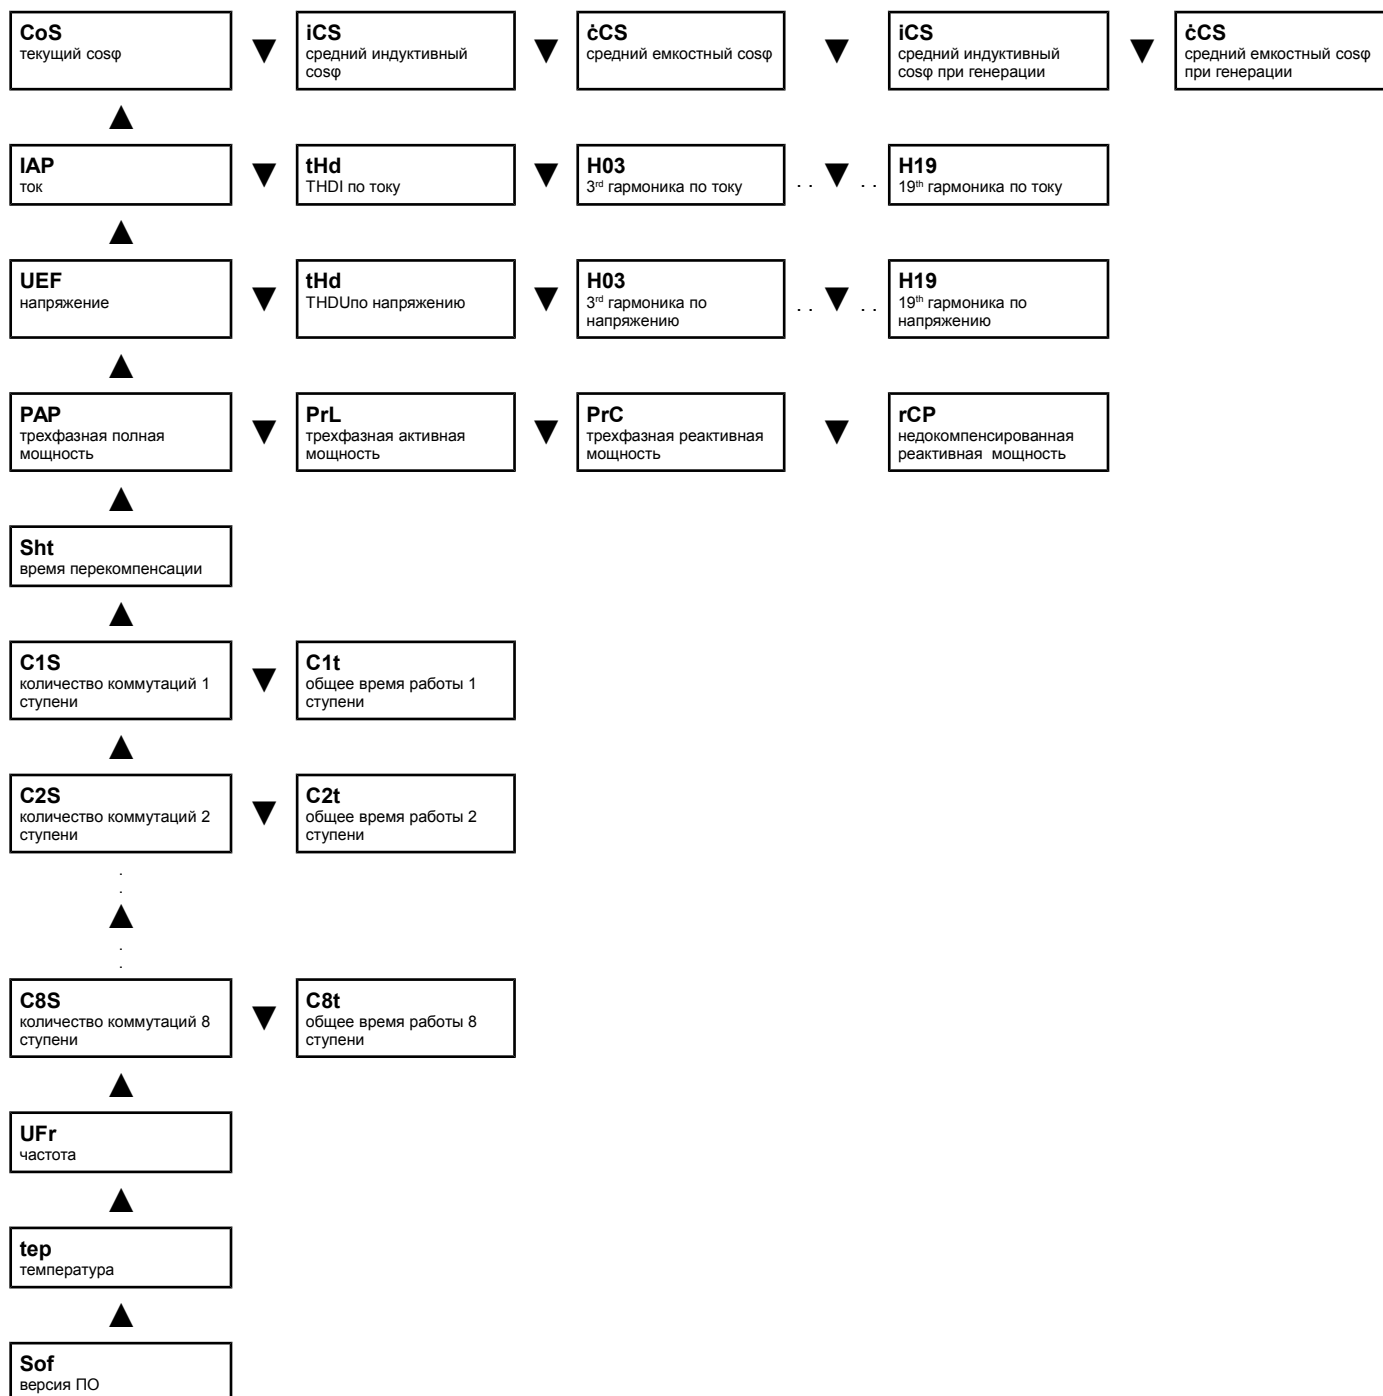 CoS
текущий cosφ
iCS
средний индуктивный
cosφ
ċCS
средний емкостный cosφ
iCS
средний индуктивный
cosφ при генерации
ċCS
средний емкостный cosφ
при генерации
IAP
ток
tHd
THDI по току
H03
3rd гармоника по току
. .
. .
H19
19th гармоника по току
UEF
напряжение
tHd
THDUпо напряжению
H03
3rd гармоника по
напряжению
. .
. .
H19
19th гармоника по
напряжению
PAP
трехфазная полная
мощность
PrL
трехфазная активная
мощность
PrC
трехфазная реактивная
мощность
rCP
недокомпенсированная
реактивная  мощность
Sht
время перекомпенсации
C1S
количество коммутаций 1
ступени
C1t
общее время работы 1
ступени
C2S
количество коммутаций 2
ступени
C2t
общее время работы 2
ступени
.
.
.
.
C8S
количество коммутаций 8
ступени
C8t
общее время работы 8
ступени
UFr
частота
tep
температура
Sof
версия ПО